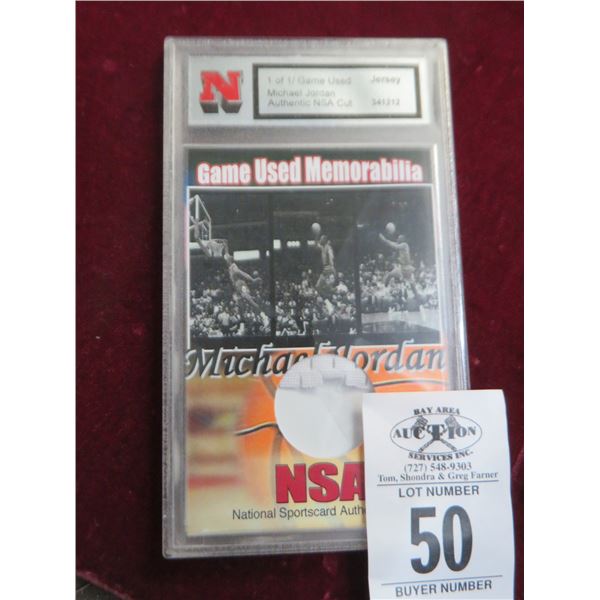 N
1 of 1/ Game Used Jersey
Michael Jordan
Authentic NSA Cut 341212
Game Used Memorabilia
Michael Jordan
NSA
National Sportscard
BAY AREA
AUCTION
SERVICES INC.
(727) 548-9303
Tom, Shondra & Greg Farner
LOT NUMBER
50
BUYER NUMBER